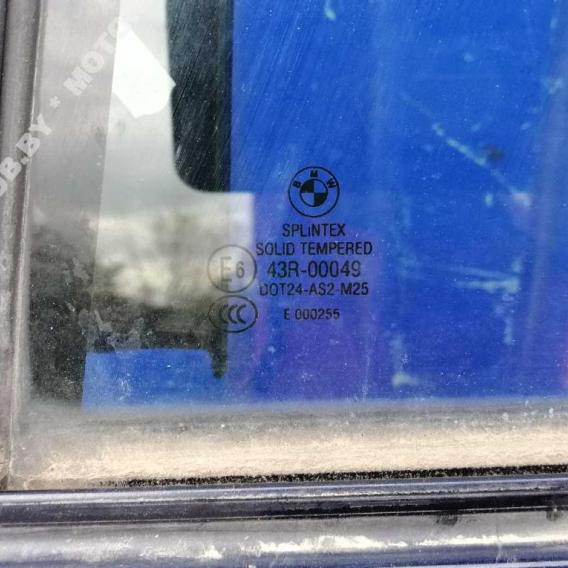 BMW
SPLINTEX
SOLID TEMPERED
E6 43R-00049
DOT24-AS2-M25
CCC E 000255